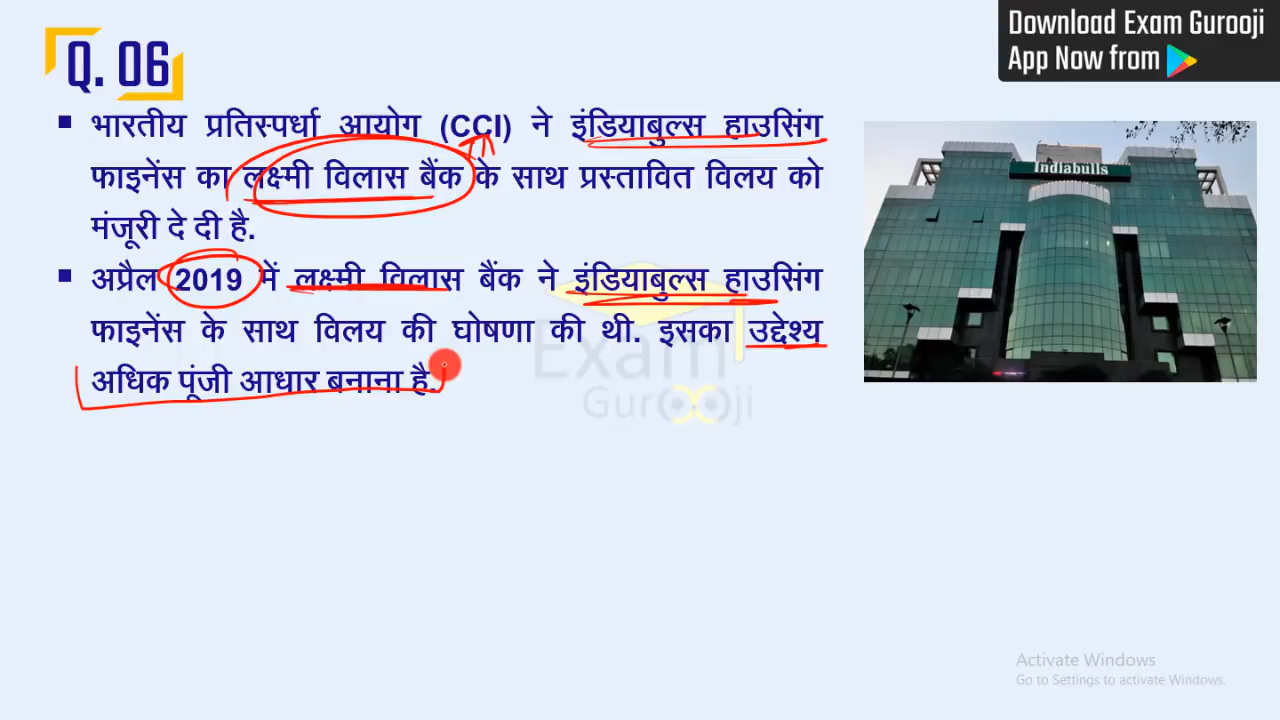 Download Exam Gurooji
App Now from
Q. 06
▪ भारतीय प्रतिस्पर्धा आयोग (CCI) ने इंडियाबुल्स हाउसिंग
फाइनेंस का लक्ष्मी विलास बैंक के साथ प्रस्तावित विलय को
मंजूरी दे दी है.
▪ अप्रैल 2019 में लक्ष्मी विलास बैंक ने इंडियाबुल्स हाउसिंग
फाइनेंस के साथ विलय की घोषणा की थी. इसका उद्देश्य
अधिक पूंजी आधार बनाना है.
Indiabulls
Exam
Gurooji
Activate Windows
Go to Settings to activate Windows.